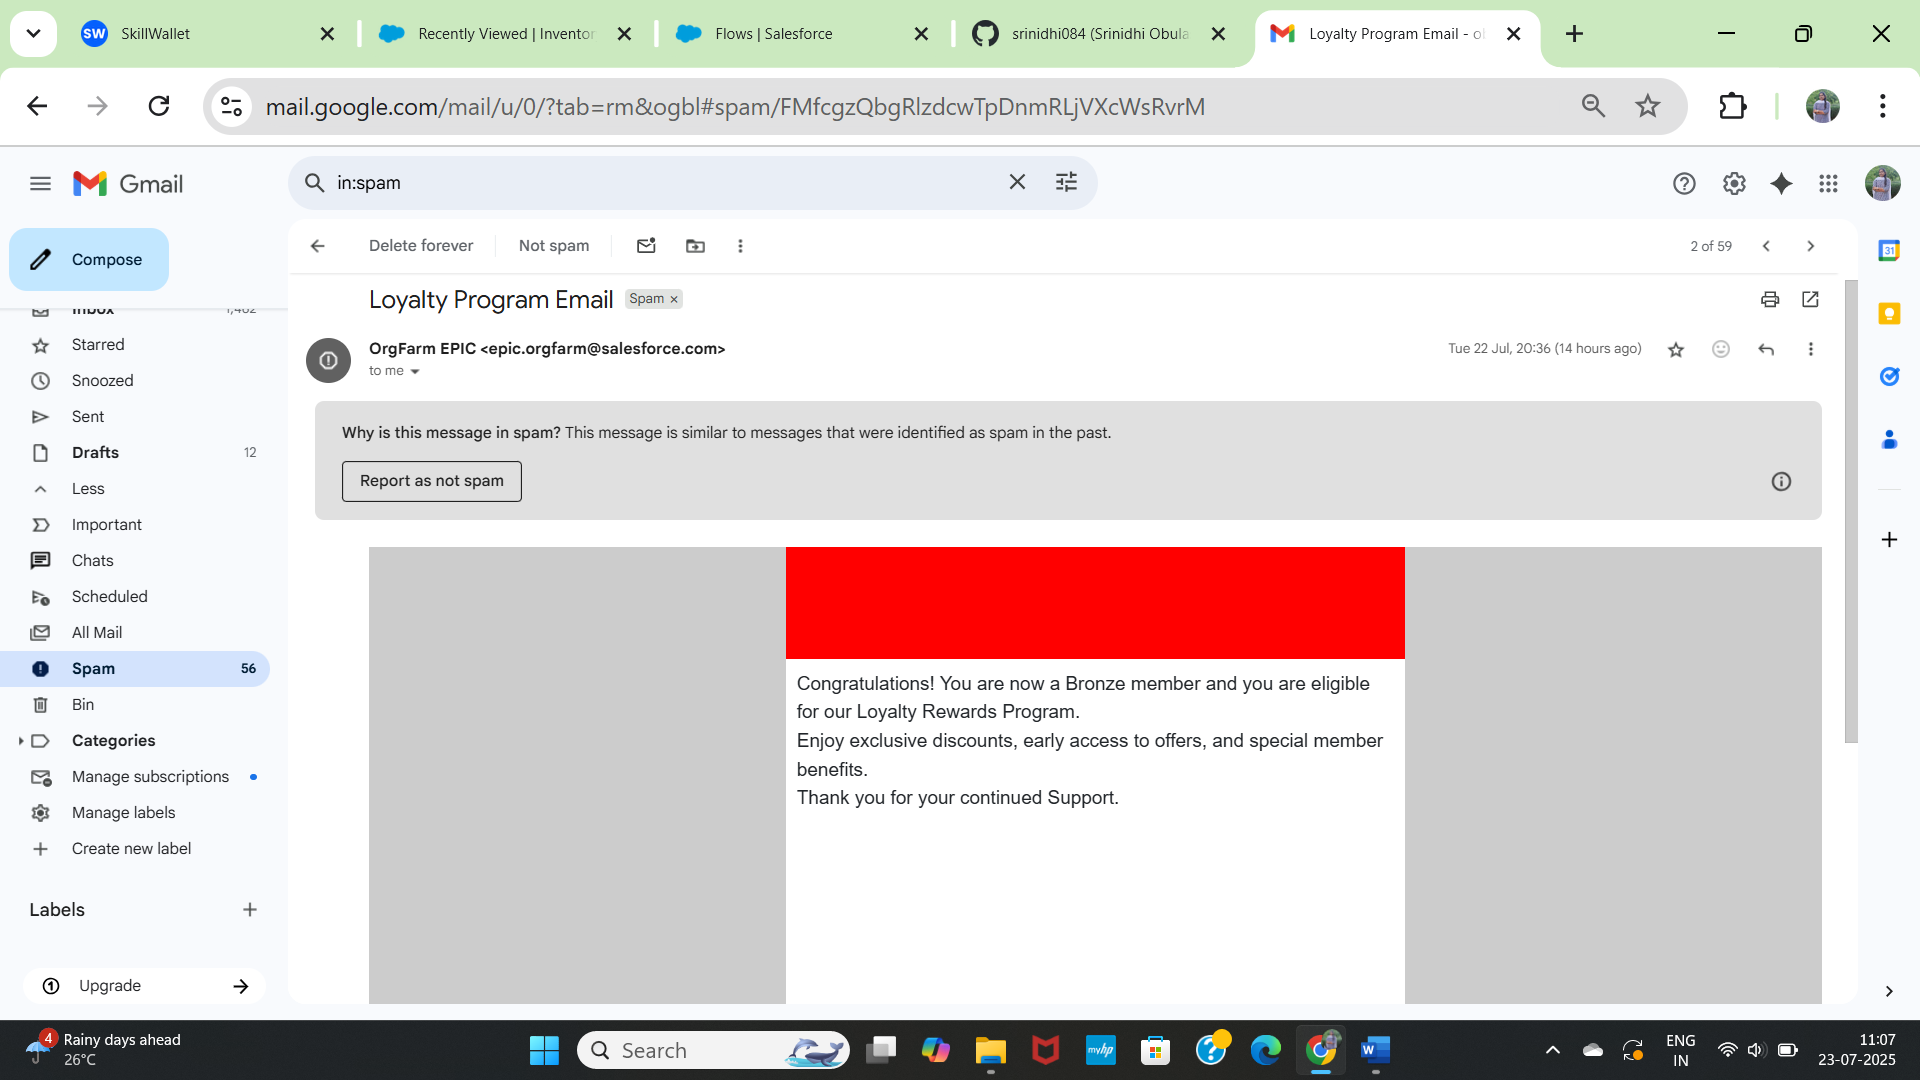 SW SkillWallet
Recently Viewed | Inventor
Flows | Salesforce
srinidhi084 (Srinidhi Obula
Loyalty Program Email - o
mail.google.com/mail/u/0/?tab=rm&ogbl#spam/FMfcgzQbgRlzdcwTpDnmRLjVXcWsRvrM
Gmail
in:spam
Compose
Delete forever
Not spam
2 of 59
Inbox 1,462
Starred
Snoozed
Sent
Drafts 12
Less
Important
Chats
Scheduled
All Mail
Spam 56
Bin
Categories
Manage subscriptions
Manage labels
Create new label
Labels
Upgrade
Loyalty Program Email Spam ×
OrgFarm EPIC <epic.orgfarm@salesforce.com>
Tue 22 Jul, 20:36 (14 hours ago)
to me
Why is this message in spam? This message is similar to messages that were identified as spam in the past.
Report as not spam
Congratulations! You are now a Bronze member and you are eligible
for our Loyalty Rewards Program.
Enjoy exclusive discounts, early access to offers, and special member
benefits.
Thank you for your continued Support.
31
4
Rainy days ahead
26°C
Search
myhp
W
ENG
IN
11:07
23-07-2025